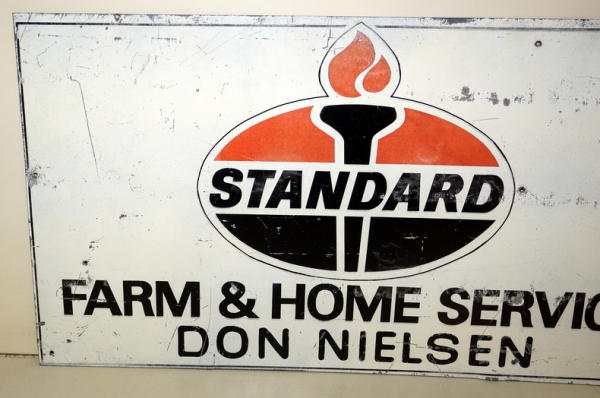 STANDARD
FARM & HOME SERVIC
DON NIELSEN